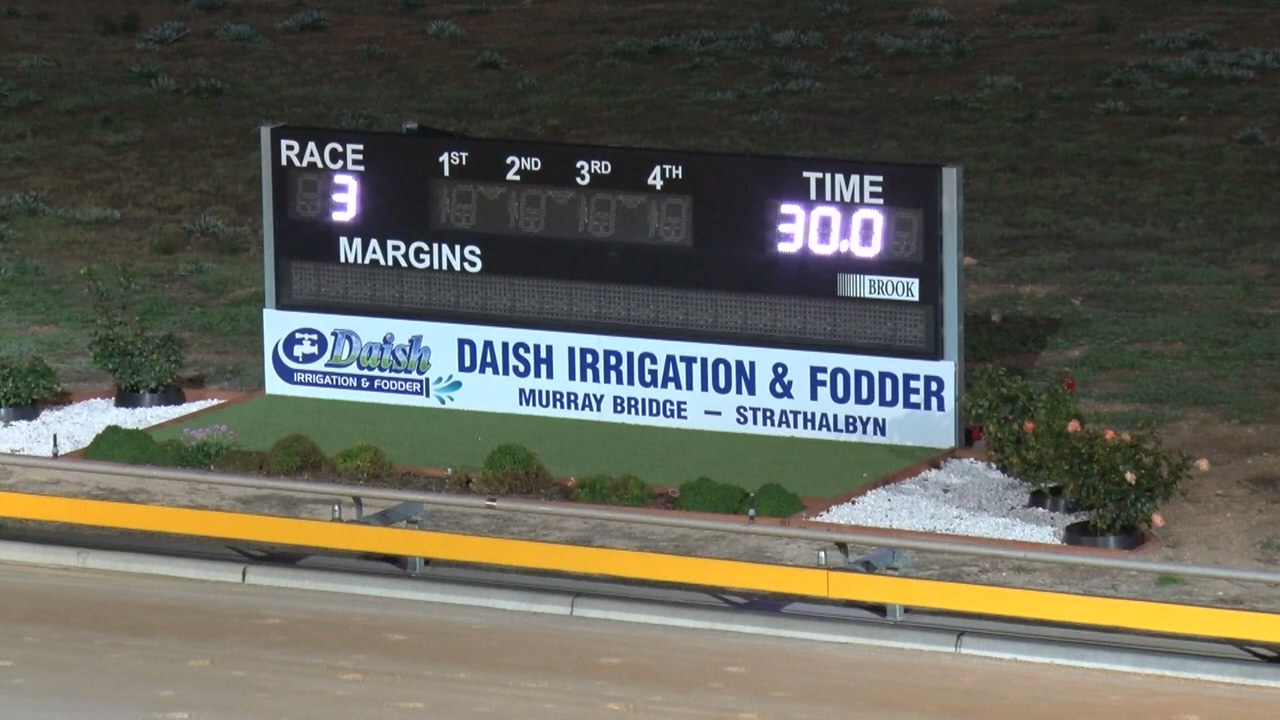 RACE 1ST 2ND 3RD 4TH TIME
3 30.0
MARGINS
BROOK
Daish
IRRIGATION & FODDER
DAISH IRRIGATION & FODDER
MURRAY BRIDGE — STRATHALBYN